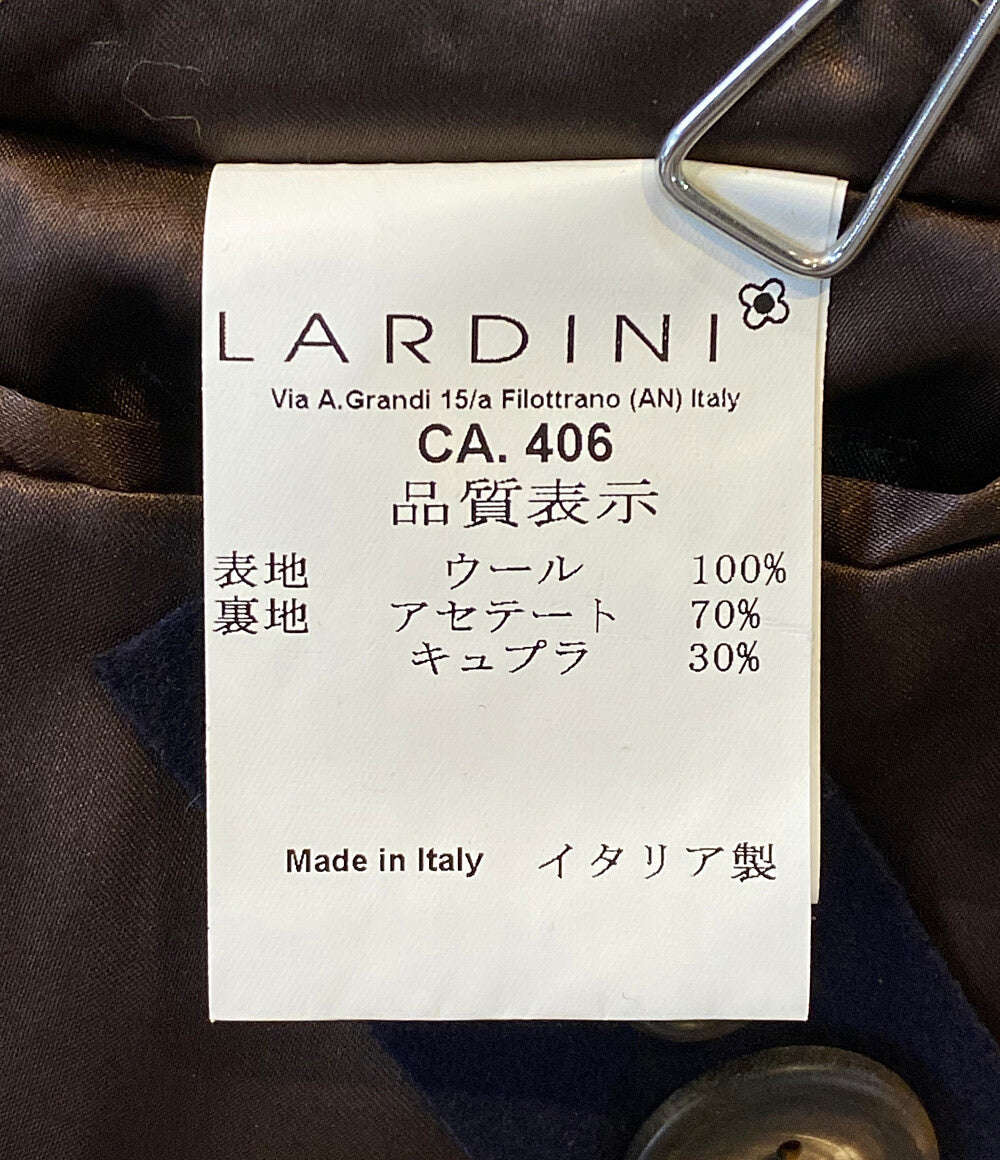 LARDINI
Via A.Grandi 15/a Filottrano (AN) Italy
CA. 406
品質表示
表地 ウール 100%
裏地 アセテート 70%
キュプラ 30%
Made in Italy イタリア製